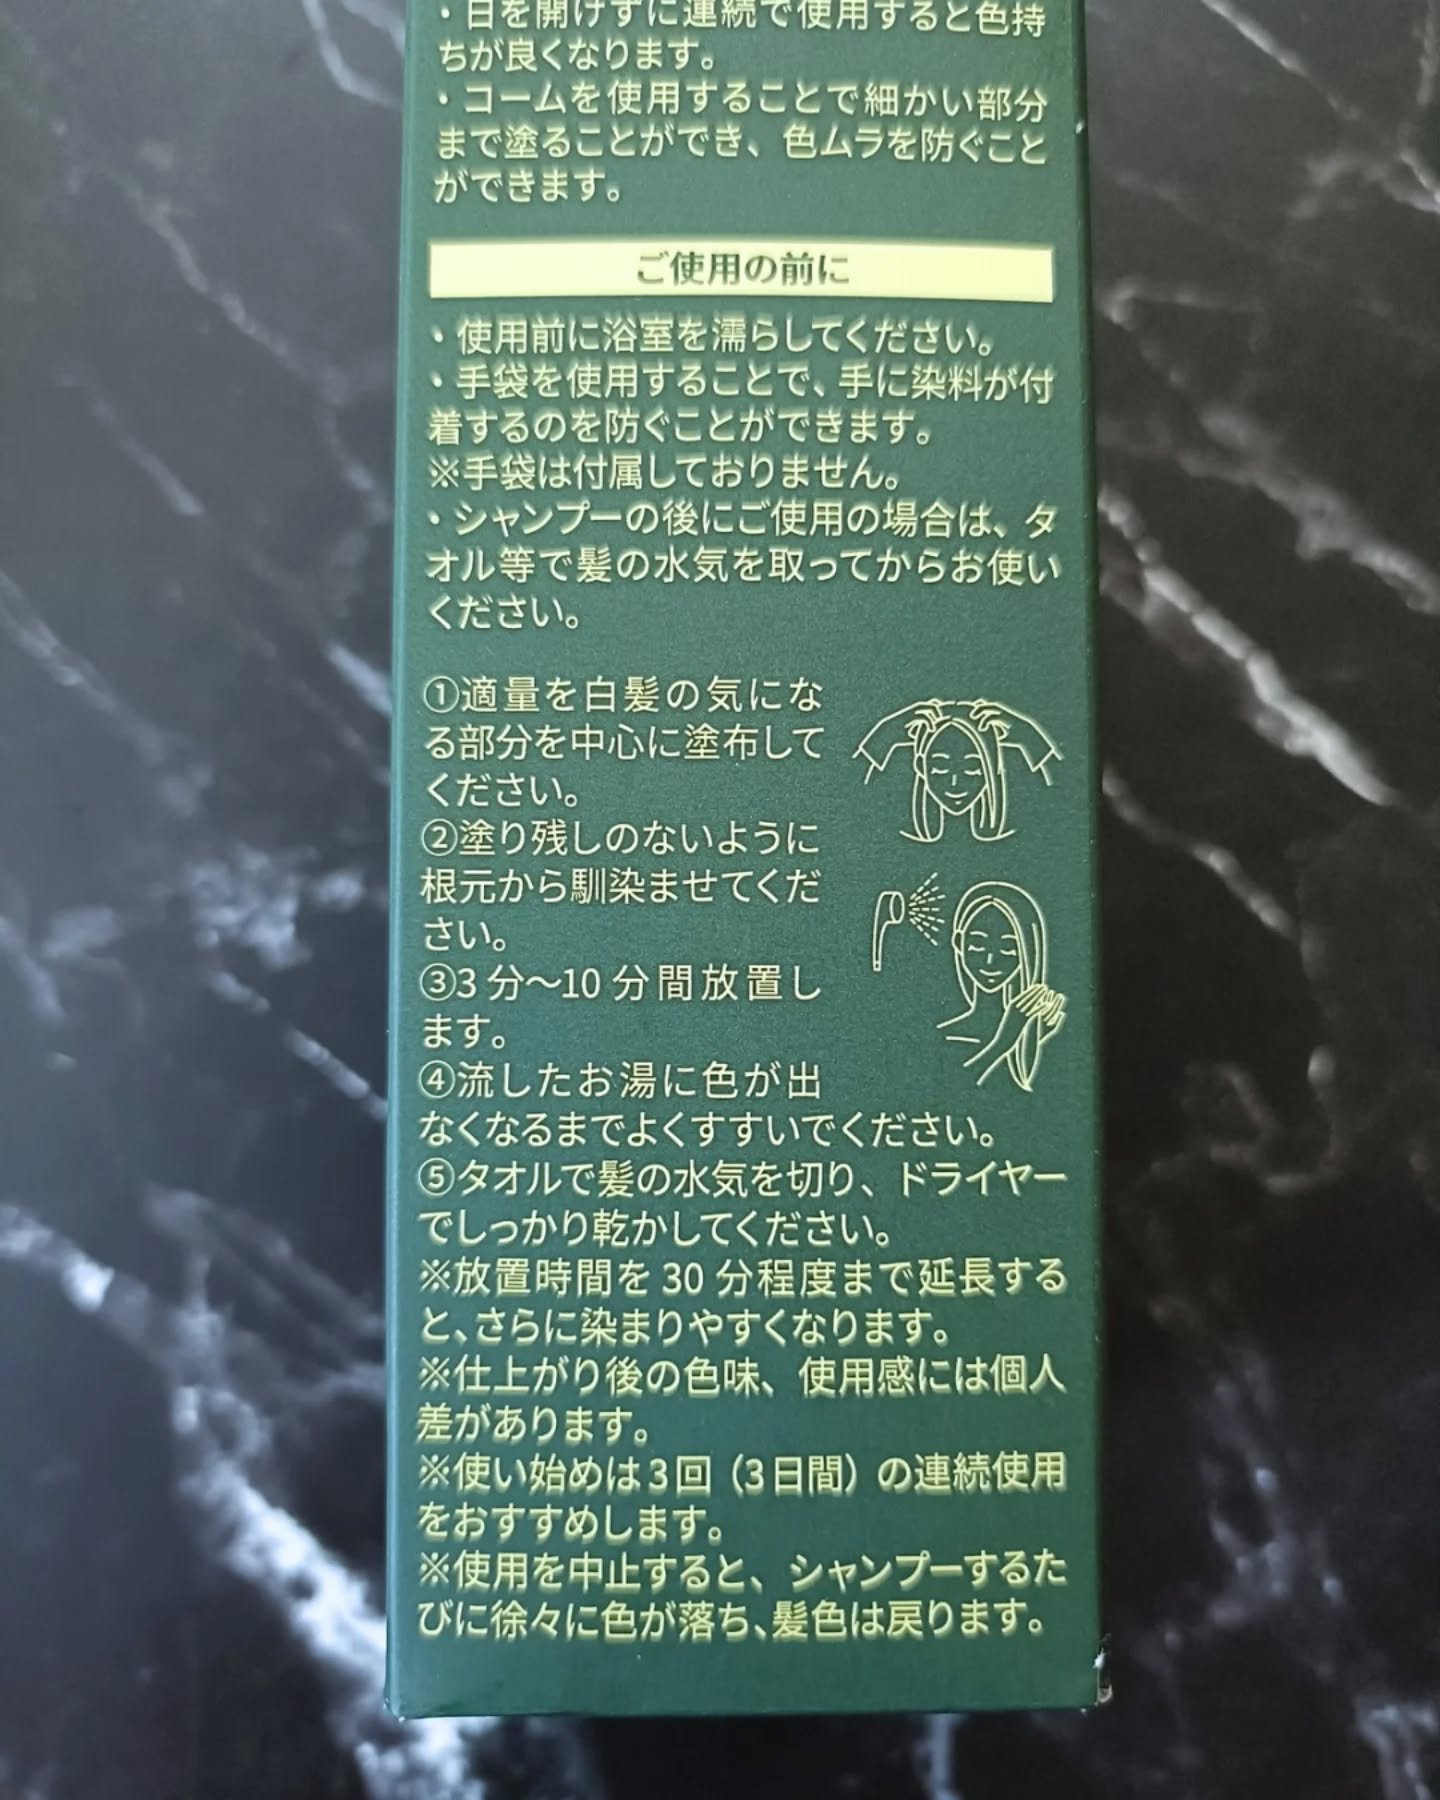 ・日を開けずに連続で使用すると色持
ちが良くなります。
・コームを使用することで細かい部分
まで塗ることができ、色ムラを防ぐこと
ができます。
ご使用の前に
・使用前に浴室を濡らしてください。
・手袋を使用することで、手に染料が付
着するのを防ぐことができます。
※手袋は付属しておりません。
・シャンプーの後にご使用の場合は、タ
オル等で髪の水気を取ってからお使い
ください。
①適量を白髪の気にな
る部分を中心に塗布して
ください。
②塗り残しのないように
根元から馴染ませてくだ
さい。
③3分〜10分間放置し
ます。
④流したお湯に色が出
なくなるまでよくすすいでください。
⑤タオルで髪の水気を切り、ドライヤー
でしっかり乾かしてください。
※放置時間を30分程度まで延長する
と、さらに染まりやすくなります。
※仕上がり後の色味、使用感には個人
差があります。
※使い始めは3回（3日間）の連続使用
をおすすめします。
※使用を中止すると、シャンプーするた
びに徐々に色が落ち、髪色は戻ります。